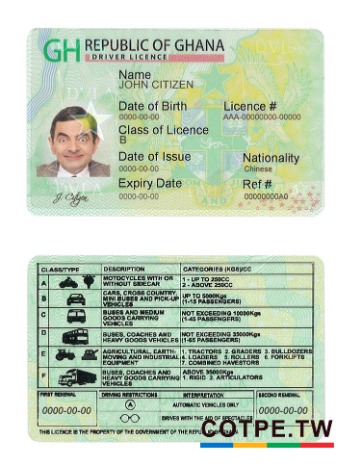 GH REPUBLIC OF GHANA
DRIVER LICENCE
Name
JOHN CITIZEN
Date of Birth Licence #
0000-00-00 AAA-00000000-00000
Class of Licence
B
Date of Issue Nationality
0000-00-00 Chinese
Expiry Date Ref #
0000-00-00 00000000A0
J. Citizen
CLASS/TYPE DESCRIPTION CATEGORIES (KGS)/CC
A MOTORCYCLES WITH OR 1 - UP TO 250CC
WITHOUT SIDECAR 2 - ABOVE 250CC
B CARS, CROSS COUNTRY, UP TO 5000Kgs
MINI BUSES AND PICK-UP (1-15 PASSENGERS)
VEHICLES
C BUSES AND MEDIUM NOT EXCEEDING 10000Kgs
GOODS CARRYING (1-45 PASSENGERS)
VEHICLES
D BUSES, COACHES AND NOT EXCEEDING 35000Kgs
HEAVY GOODS VEHICLES (1-65 PASSENGERS)
E AGRICULTURAL, EARTH- 1. TRACTORS 2. GRADERS 3. BULLDOZERS
MOVING AND INDUSTRIAL 4. LOADERS 5. ROLLERS 6. FORKLIFTS
EQUIPMENT 7. CRANES 8. HARVESTERS
F BUSES, COACHES AND ABOVE 35000Kgs
HEAVY GOODS CARRYING 1. RIGID 2. ARTICULATORS
VEHICLES
FIRST RENEWAL DRIVING CONDITIONS INTERPRETATION SECOND RENEWAL
A AUTOMATIC VEHICLES ONLY
0000-00-00 DRIVES WITH THE AID OF SPECTACLES 0000-00-00
THIS LICENCE IS THE PROPERTY OF THE GOVERNMENT OF THE REPUBLIC OF
COTPE.TW